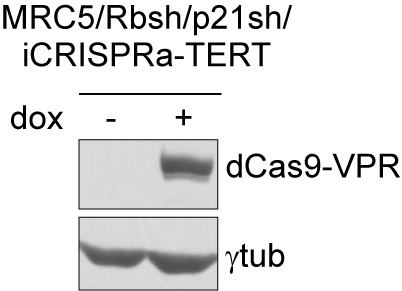 MRC5/Rbsh/p21sh/
iCRISPRa-TERT
dox - +
dCas9-VPR
γtub